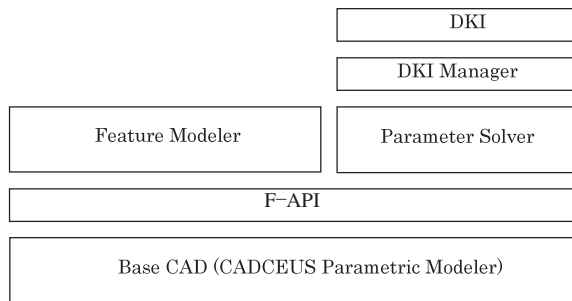 DKI
DKI Manager
Feature Modeler
Parameter Solver
F-API
Base CAD (CADCEUS Parametric Modeler)